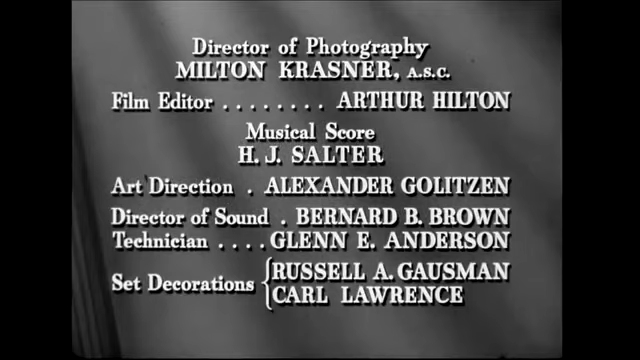 Director of Photography
MILTON KRASNER, A.S.C.
Film Editor ........ ARTHUR HILTON
Musical Score
H. J. SALTER
Art Direction . ALEXANDER GOLITZEN
Director of Sound . BERNARD B. BROWN
Technician .... GLENN E. ANDERSON
Set Decorations { RUSSELL A. GAUSMAN
CARL LAWRENCE